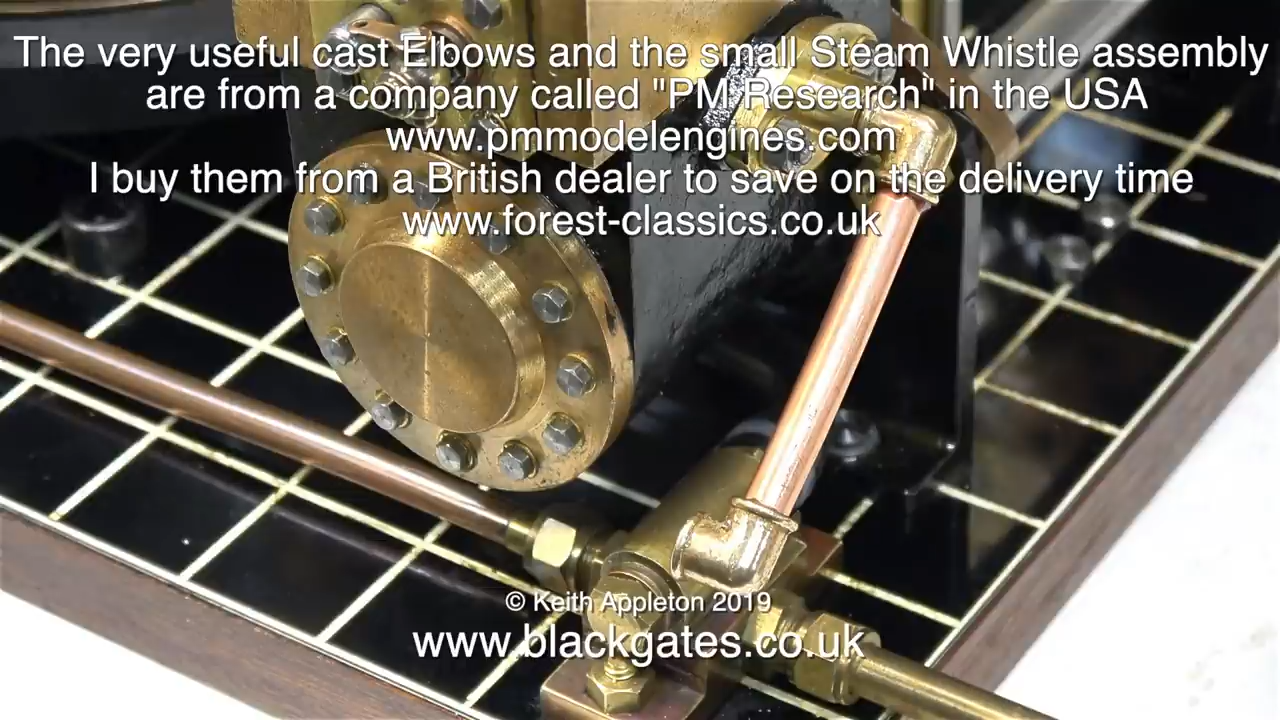 The very useful cast Elbows and the small Steam Whistle assembly
are from a company called "PM Research" in the USA
www.pmmodelengines.com
I buy them from a British dealer to save on the delivery time
www.forest-classics.co.uk
© Keith Appleton 2019
www.blackgates.co.uk